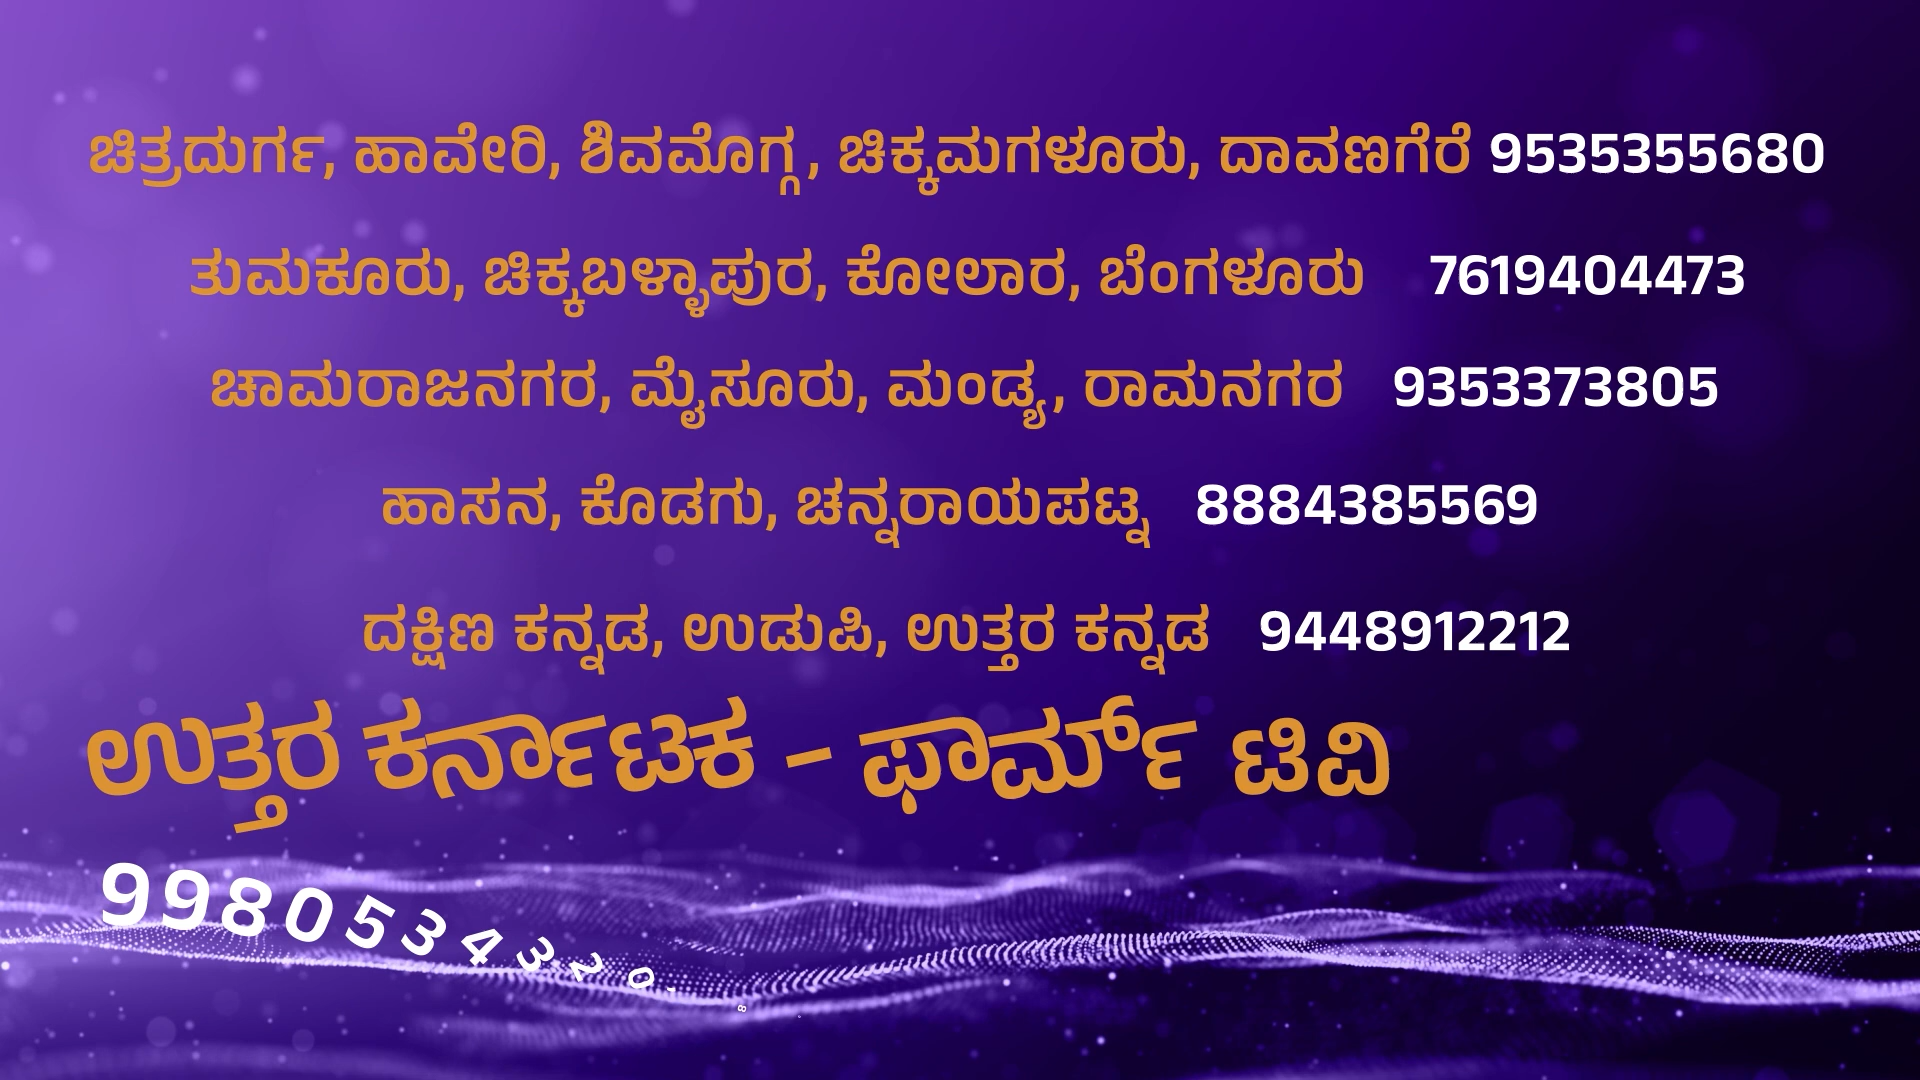 ಚಿತ್ರದುರ್ಗ, ಹಾವೇರಿ, ಶಿವಮೊಗ್ಗ, ಚಿಕ್ಕಮಗಳೂರು, ದಾವಣಗೆರೆ 9535355680
ತುಮಕೂರು, ಚಿಕ್ಕಬಳ್ಳಾಪುರ, ಕೋಲಾರ, ಬೆಂಗಳೂರು 7619404473
ಚಾಮರಾಜನಗರ, ಮೈಸೂರು, ಮಂಡ್ಯ, ರಾಮನಗರ 9353373805
ಹಾಸನ, ಕೊಡಗು, ಚನ್ನರಾಯಪಟ್ನ 8884385569
ದಕ್ಷಿಣ ಕನ್ನಡ, ಉಡುಪಿ, ಉತ್ತರ ಕನ್ನಡ 9448912212
ಉತ್ತರ ಕರ್ನಾಟಕ - ಫಾರ್ಮ್ ಟಿವಿ
9980534320,